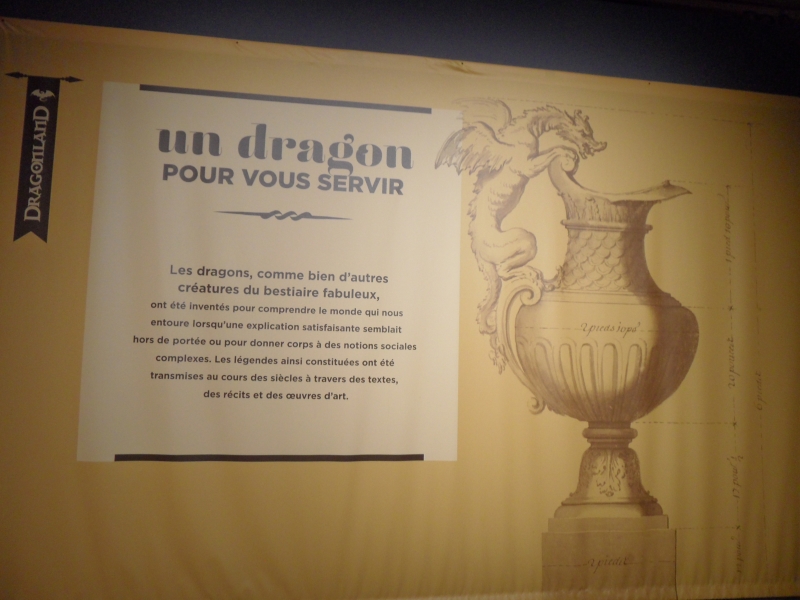 DRAGONLAND
un dragon
POUR VOUS SERVIR
Les dragons, comme bien d'autres
créatures du bestiaire fabuleux,
ont été inventés pour comprendre le monde qui nous
entoure lorsqu'une explication satisfaisante semblait
hors de portée ou pour donner corps à des notions sociales
complexes. Les légendes ainsi constituées ont été
transmises au cours des siècles à travers des textes,
des récits et des œuvres d'art.